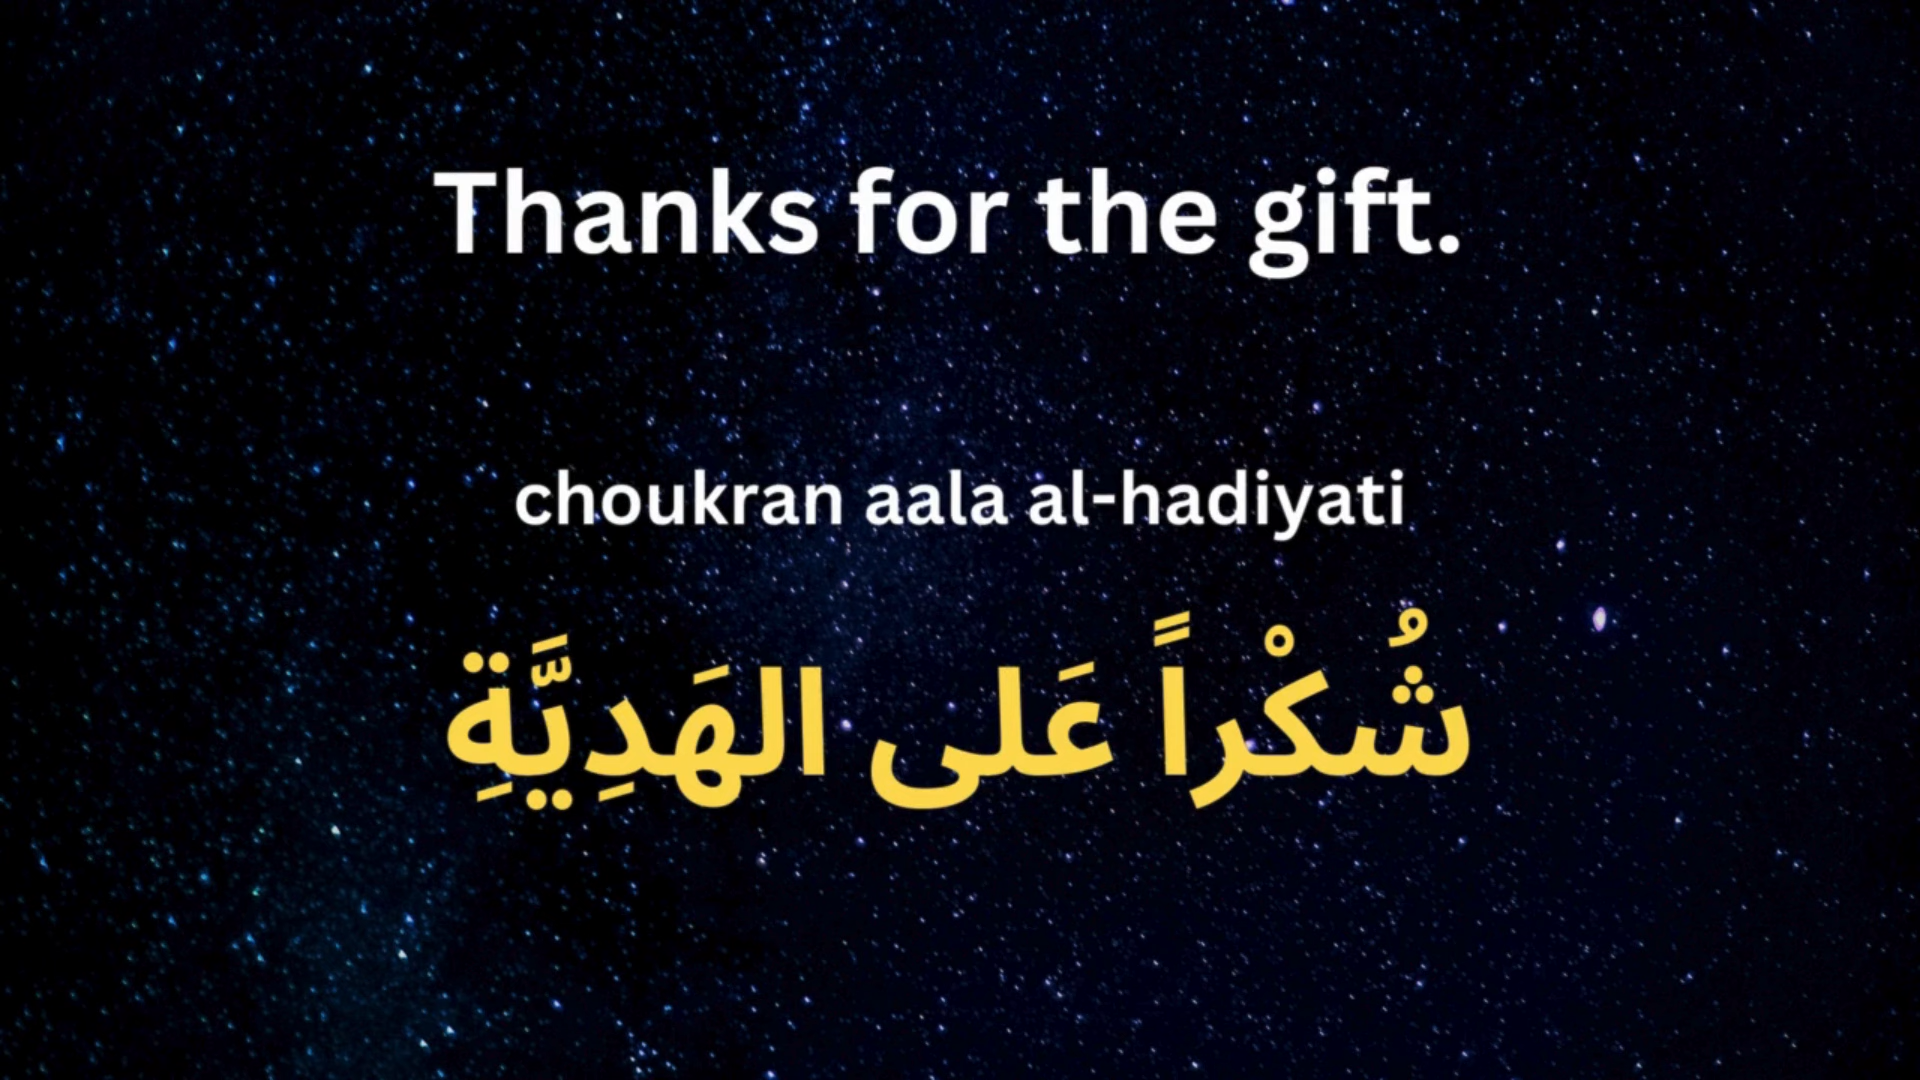 Thanks for the gift.
choukran aala al-hadiyati
شُكْراً عَلى الهَدِيَّةِ